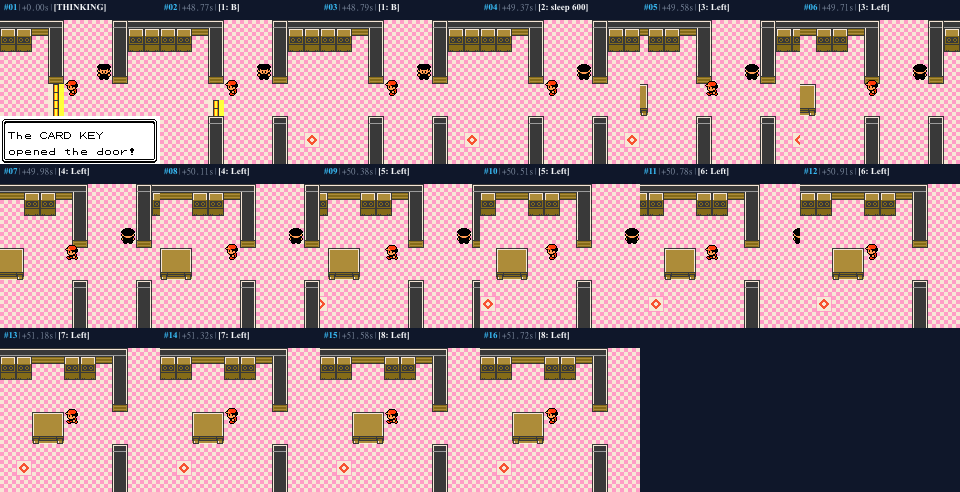 #01 | +0.00s | [THINKING]
#02 | +48.77s | [1: B]
#03 | +48.79s | [1: B]
#04 | +49.37s | [2: sleep 600]
#05 | +49.58s | [3: Left]
#06 | +49.71s | [3: Left]
The CARD KEY
opened the door!
#07 | +49.98s | [4: Left]
#08 | +50.11s | [4: Left]
#09 | +50.38s | [5: Left]
#10 | +50.51s | [5: Left]
#11 | +50.78s | [6: Left]
#12 | +50.91s | [6: Left]
#13 | +51.18s | [7: Left]
#14 | +51.32s | [7: Left]
#15 | +51.58s | [8: Left]
#16 | +51.72s | [8: Left]